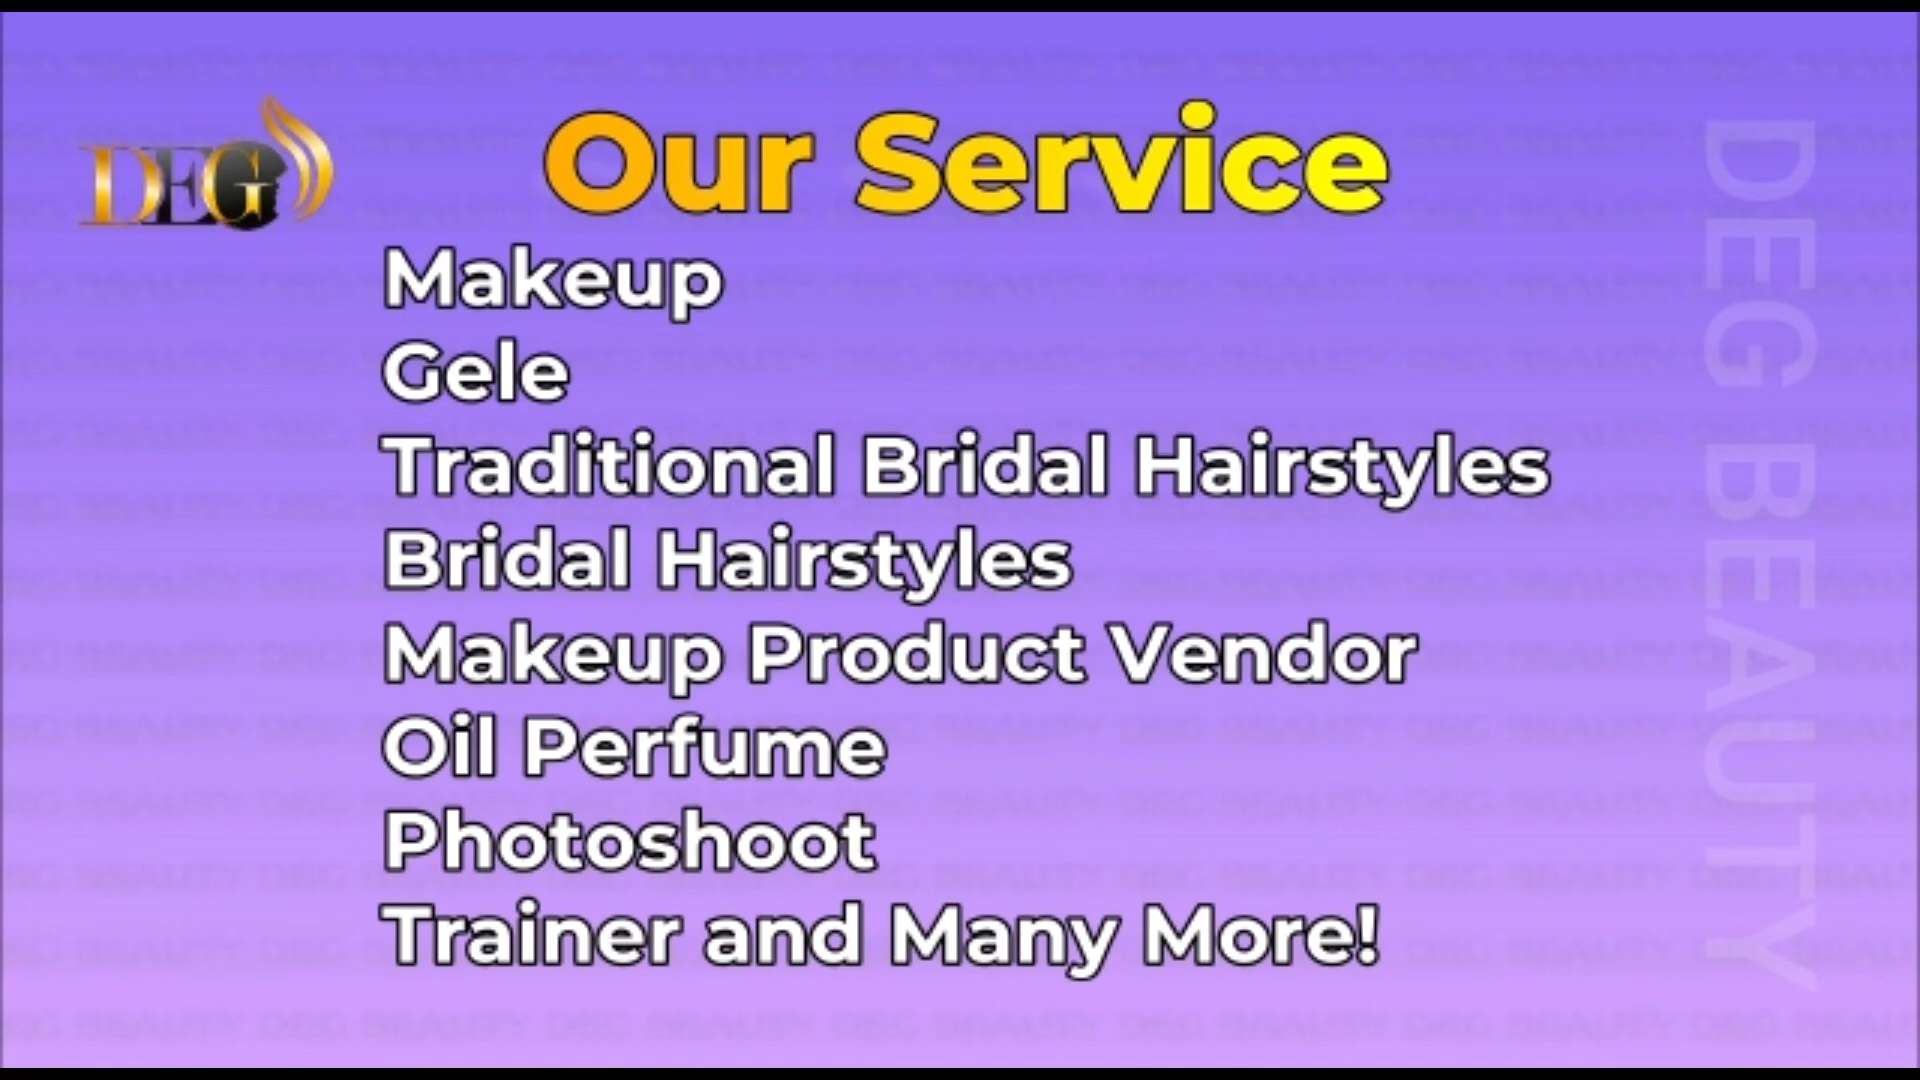 DEG
Our Service
Makeup
Gele
Traditional Bridal Hairstyles
Bridal Hairstyles
Makeup Product Vendor
Oil Perfume
Photoshoot
Trainer and Many More!
DEG BEAUTY